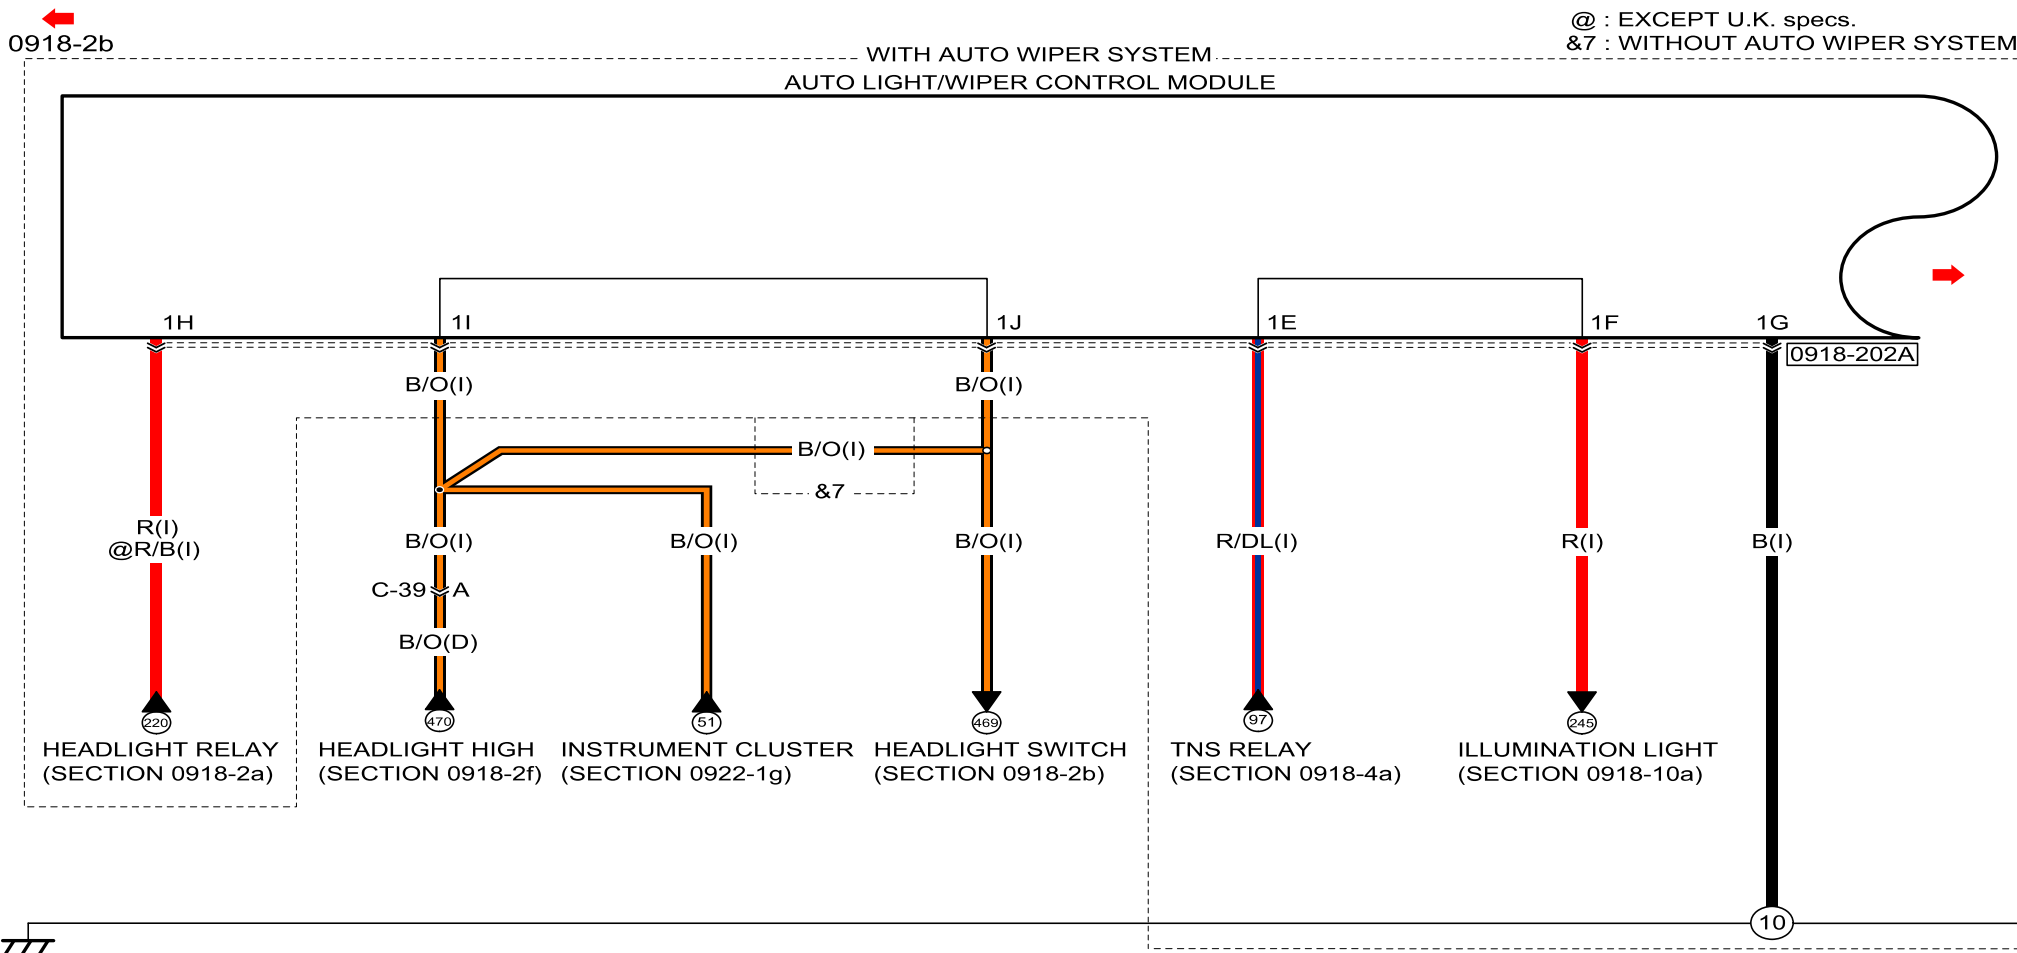 0918-2b
@ : EXCEPT U.K. specs.
&7 : WITHOUT AUTO WIPER SYSTEM
WITH AUTO WIPER SYSTEM
AUTO LIGHT/WIPER CONTROL MODULE
1H 1I 1J 1E 1F 1G
0918-202A
B/O(I) B/O(I)
B/O(I)
&7
R(I)
@R/B(I)
B/O(I) B/O(I) B/O(I) R/DL(I) R(I) B(I)
C-39 A
B/O(D)
220 470 51 469 97 245
HEADLIGHT RELAY
(SECTION 0918-2a)
HEADLIGHT HIGH
(SECTION 0918-2f)
INSTRUMENT CLUSTER
(SECTION 0922-1g)
HEADLIGHT SWITCH
(SECTION 0918-2b)
TNS RELAY
(SECTION 0918-4a)
ILLUMINATION LIGHT
(SECTION 0918-10a)
10